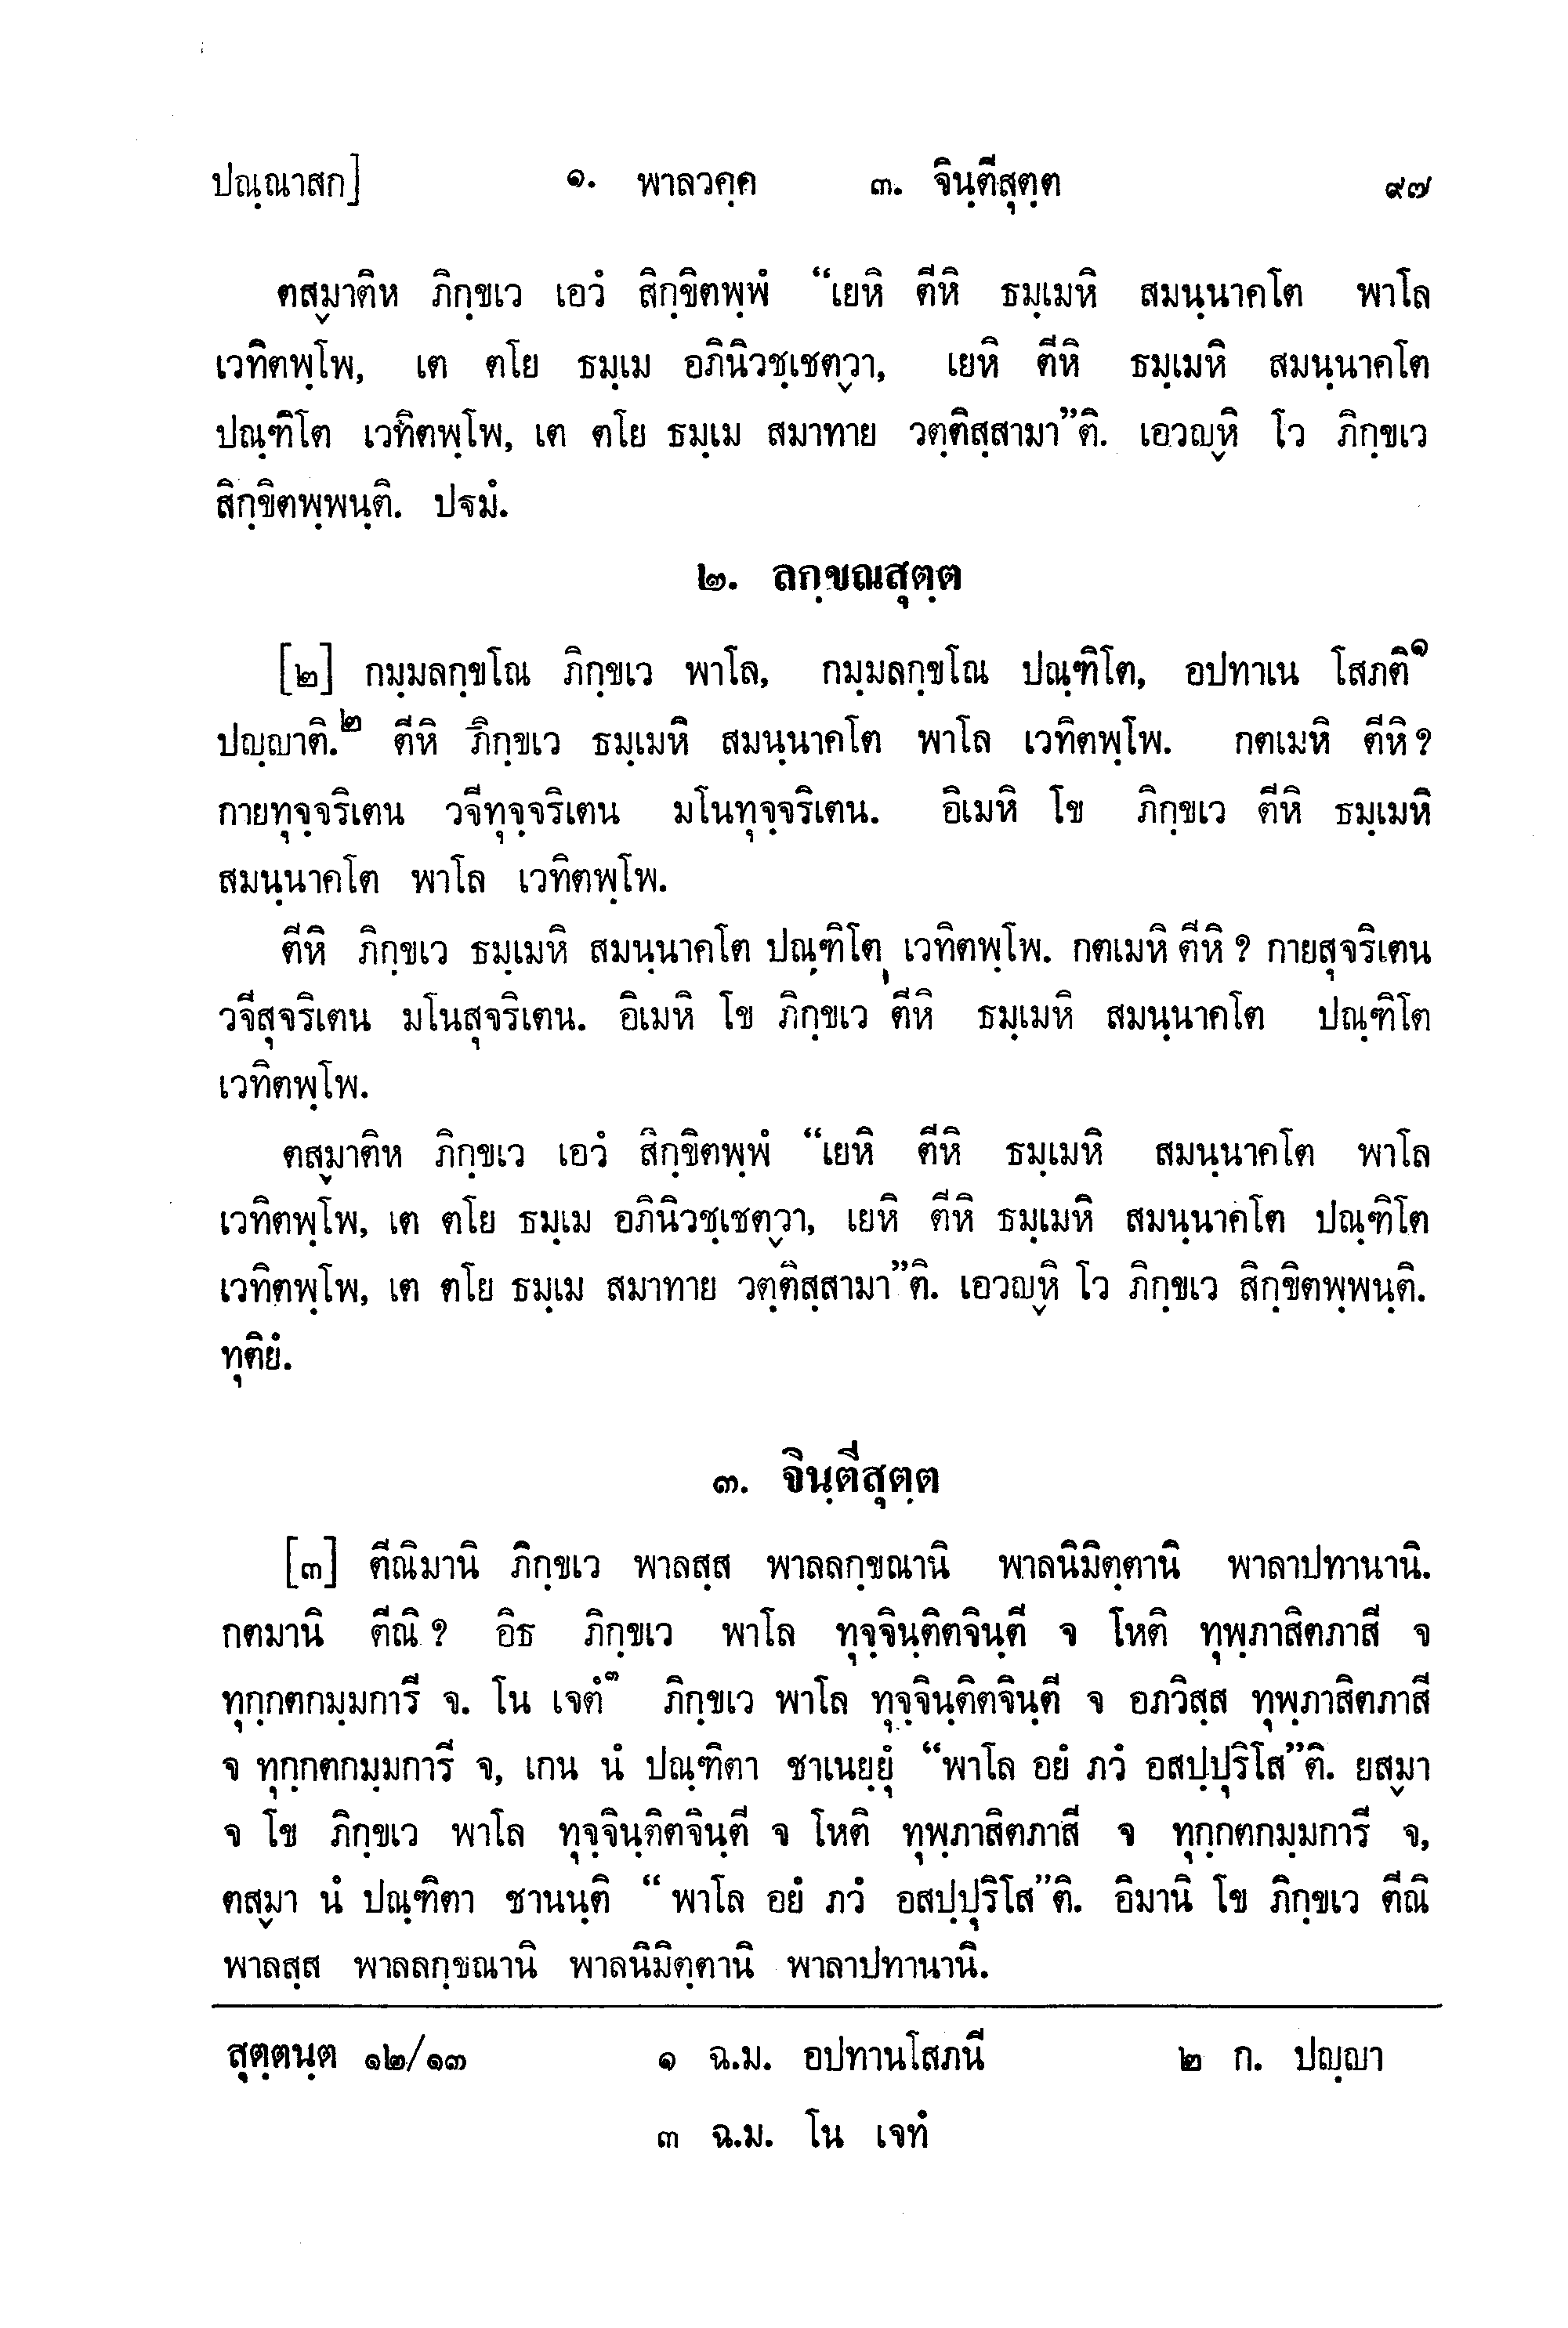 ปณฺณาสก] ๑. พาลวคฺค ๓. จินฺตีสุตฺต ๙๗
ตสฺมาติห ภิกฺขเว เอวํ สิกฺขิตพฺพํ “เยหิ ตีหิ ธมฺเมหิ สมนฺนาคโต พาโล
เวทิตพฺโพ, เต ตโย ธมฺเม อภินิวชฺเชตฺวา, เยหิ ตีหิ ธมฺเมหิ สมนฺนาคโต
ปณฺฑิโต เวทิตพฺโพ, เต ตโย ธมฺเม สมาทาย วตฺติสฺสามา”ติ. เอวญฺหิ โว ภิกฺขเว
สิกฺขิตพฺพนฺติ. ปฐมํ.
๒. ลกฺขณสุตฺต
[๒] กมฺมลกฺขโณ ภิกฺขเว พาโล, กมฺมลกฺขโณ ปณฺฑิโต, อปทาเน โสภติ๑
ปญฺญาติ.๒ ตีหิ ภิกฺขเว ธมฺเมหิ สมนฺนาคโต พาโล เวทิตพฺโพ. กตเมหิ ตีหิ ?
กายทุจฺจริเตน วจีทุจฺจริเตน มโนทุจฺจริเตน. อิเมหิ โข ภิกฺขเว ตีหิ ธมฺเมหิ
สมนฺนาคโต พาโล เวทิตพฺโพ.
ตีหิ ภิกฺขเว ธมฺเมหิ สมนฺนาคโต ปณฺฑิโต เวทิตพฺโพ. กตเมหิ ตีหิ ? กายสุจริเตน
วจีสุจริเตน มโนสุจริเตน. อิเมหิ โข ภิกฺขเว ตีหิ ธมฺเมหิ สมนฺนาคโต ปณฺฑิโต
เวทิตพฺโพ.
ตสฺมาติห ภิกฺขเว เอวํ สิกฺขิตพฺพํ “เยหิ ตีหิ ธมฺเมหิ สมนฺนาคโต พาโล
เวทิตพฺโพ, เต ตโย ธมฺเม อภินิวชฺเชตฺวา, เยหิ ตีหิ ธมฺเมหิ สมนฺนาคโต ปณฺฑิโต
เวทิตพฺโพ, เต ตโย ธมฺเม สมาทาย วตฺติสฺสามา”ติ. เอวญฺหิ โว ภิกฺขเว สิกฺขิตพฺพนฺติ.
ทุติยํ.
๓. จินฺตีสุตฺต
[๓] ตีณิมานิ ภิกฺขเว พาลสฺส พาลลกฺขณานิ พาลนิมิตฺตานิ พาลาปทานานิ.
กตมานิ ตีณิ ? อิธ ภิกฺขเว พาโล ทุจฺจินฺติตจินฺตี จ โหติ ทุพฺภาสิตภาสี จ
ทุกฺกตกมฺมการี จ. โน เจตํ๓ ภิกฺขเว พาโล ทุจฺจินฺติตจินฺตี จ อภวิสฺส ทุพฺภาสิตภาสี
จ ทุกฺกตกมฺมการี จ, เกน นํ ปณฺฑิตา ชาเนยฺยุํ “พาโล อยํ ภวํ อสปฺปุริโส”ติ. ยสฺมา
จ โข ภิกฺขเว พาโล ทุจฺจินฺติตจินฺตี จ โหติ ทุพฺภาสิตภาสี จ ทุกฺกตกมฺมการี จ,
ตสฺมา นํ ปณฺฑิตา ชานนฺติ “พาโล อยํ ภวํ อสปฺปุริโส”ติ. อิมานิ โข ภิกฺขเว ตีณิ
พาลสฺส พาลลกฺขณานิ พาลนิมิตฺตานิ พาลาปทานานิ.
สุตฺตนฺต ๑๒/๑๓ ๑ ฉ.ม. อปทานโสภนี ๒ ก. ปญฺญา
๓ ฉ.ม. โน เจทํ